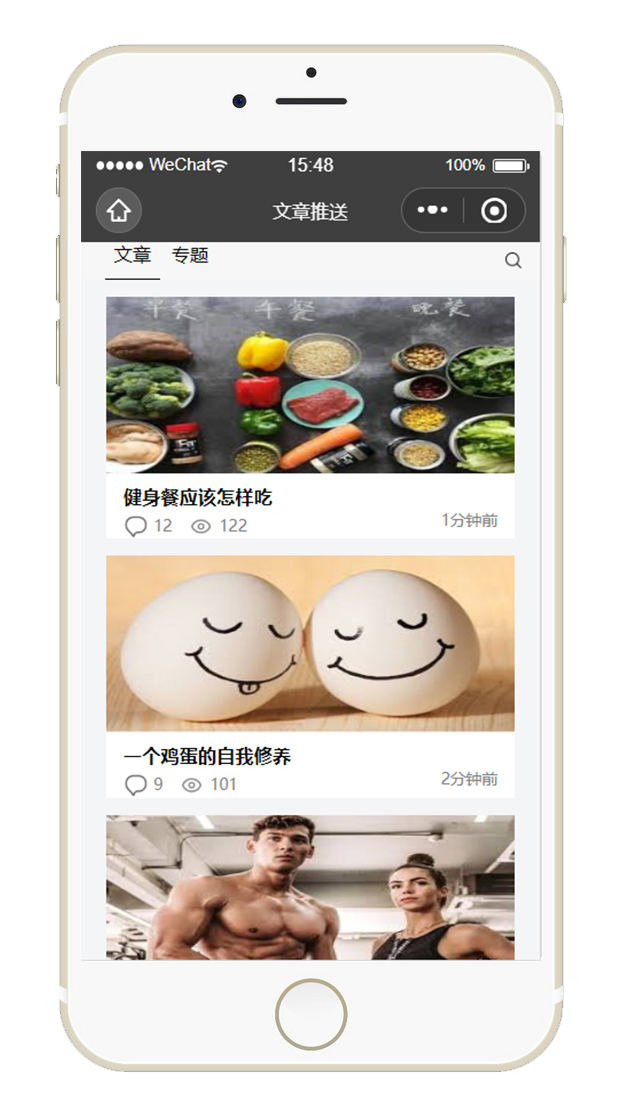 WeChat
15:48
100%
文章推送
文章
专题
早餐
午餐
晚餐
健身餐应该怎样吃
12
122
1分钟前
一个鸡蛋的自我修养
9
101
2分钟前